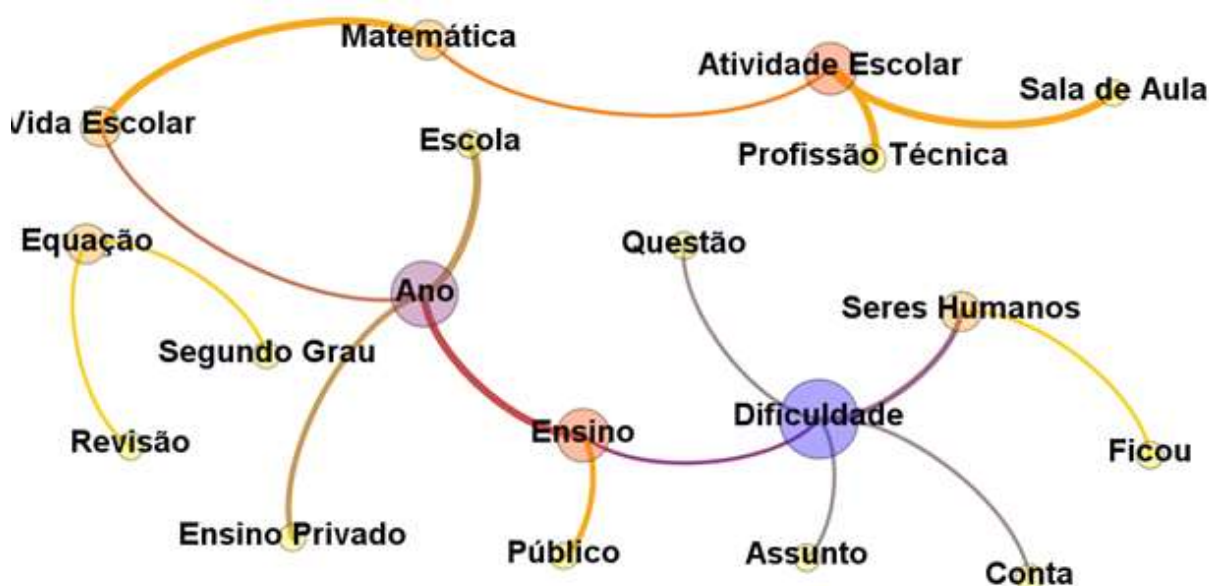 Matemática
Atividade Escolar
Sala de Aula
Vida Escolar
Escola
Profissão Técnica
Equação
Questão
Ano
Seres Humanos
Segundo Grau
Dificuldade
Revisão
Ensino
Ficou
Ensino Privado
Público
Assunto
Conta